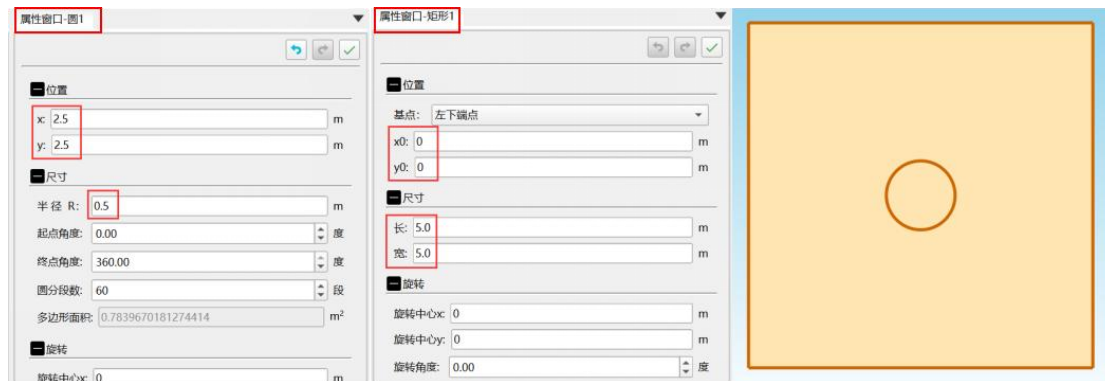 属性窗口-圆1
位置
x: 2.5 m
y: 2.5 m
尺寸
半径 R: 0.5 m
起点角度: 0.00 度
终点角度: 360.00 度
圆分段数: 60 段
多边形面积: 0.7839670181274414 m²
旋转
旋转中心x: 0 m
属性窗口-矩形1
位置
基点: 左下端点
x0: 0 m
y0: 0 m
尺寸
长: 5.0 m
宽: 5.0 m
旋转
旋转中心x: 0 m
旋转中心y: 0 m
旋转角度: 0.00 度